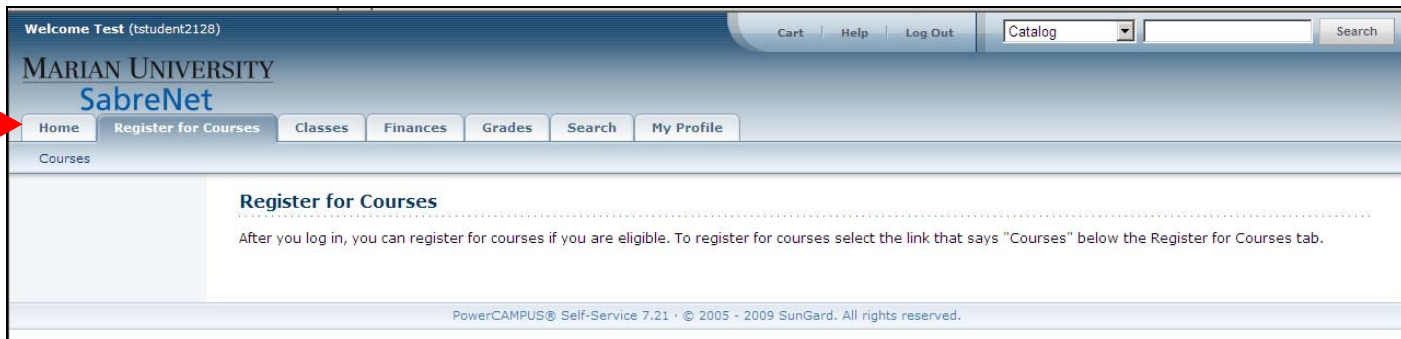 Welcome Test (tstudent2128)
Cart Help Log Out Catalog Search
MARIAN UNIVERSITY
SabreNet
Home Register for Courses Classes Finances Grades Search My Profile
Courses
Register for Courses
After you log in, you can register for courses if you are eligible. To register for courses select the link that says "Courses" below the Register for Courses tab.
PowerCAMPUS® Self-Service 7.21 · © 2005 - 2009 SunGard. All rights reserved.